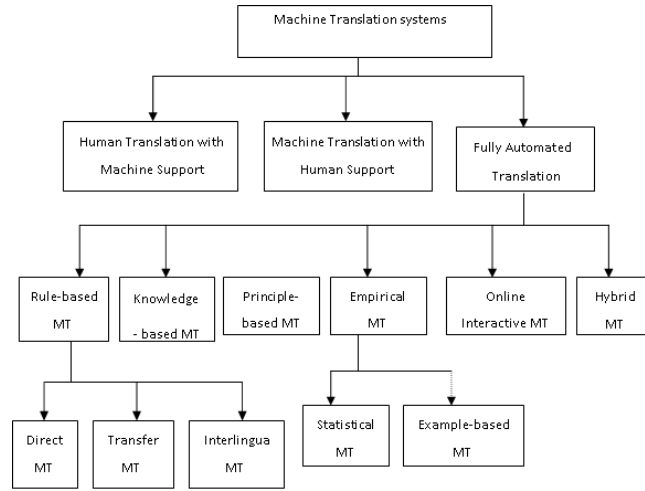 Machine Translation systems
Human Translation with
Machine Support
Machine Translation with
Human Support
Fully Automated
Translation
Rule-based
MT
Knowledge
- based MT
Principle-
based MT
Empirical
MT
Online
Interactive MT
Hybrid
MT
Direct
MT
Transfer
MT
Interlingua
MT
Statistical
MT
Example-based
MT